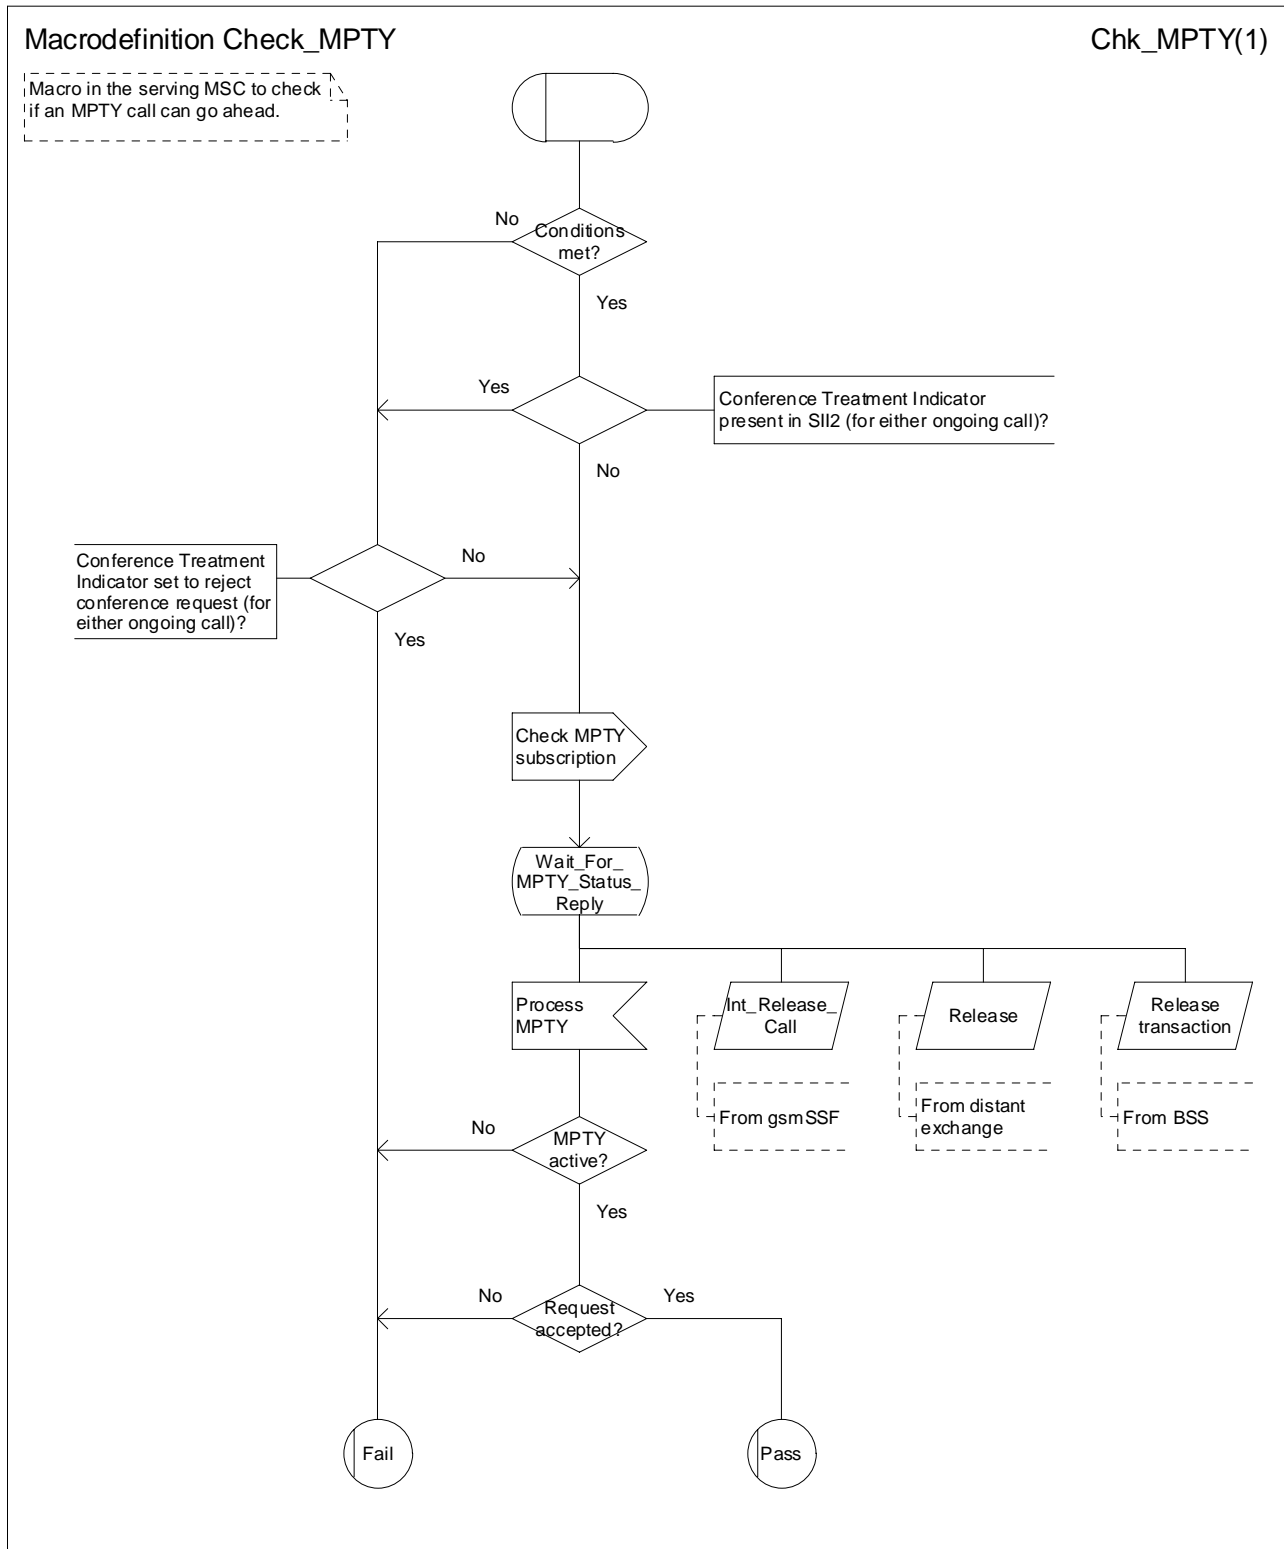 Macrodefinition Check_MPTY
Chk_MPTY(1)
Macro in the serving MSC to check
if an MPTY call can go ahead.
No
Conditions
met?
Yes
Yes
Conference Treatment Indicator
present in SII2 (for either ongoing call)?
No
Conference Treatment
Indicator set to reject
conference request (for
either ongoing call)?
No
Yes
Check MPTY
subscription
Wait_For_
MPTY_Status_
Reply
Process
MPTY
Int_Release_
Call
Release
Release
transaction
From gsmSSF
From distant
exchange
From BSS
No
MPTY
active?
Yes
No
Request
accepted?
Yes
Fail
Pass